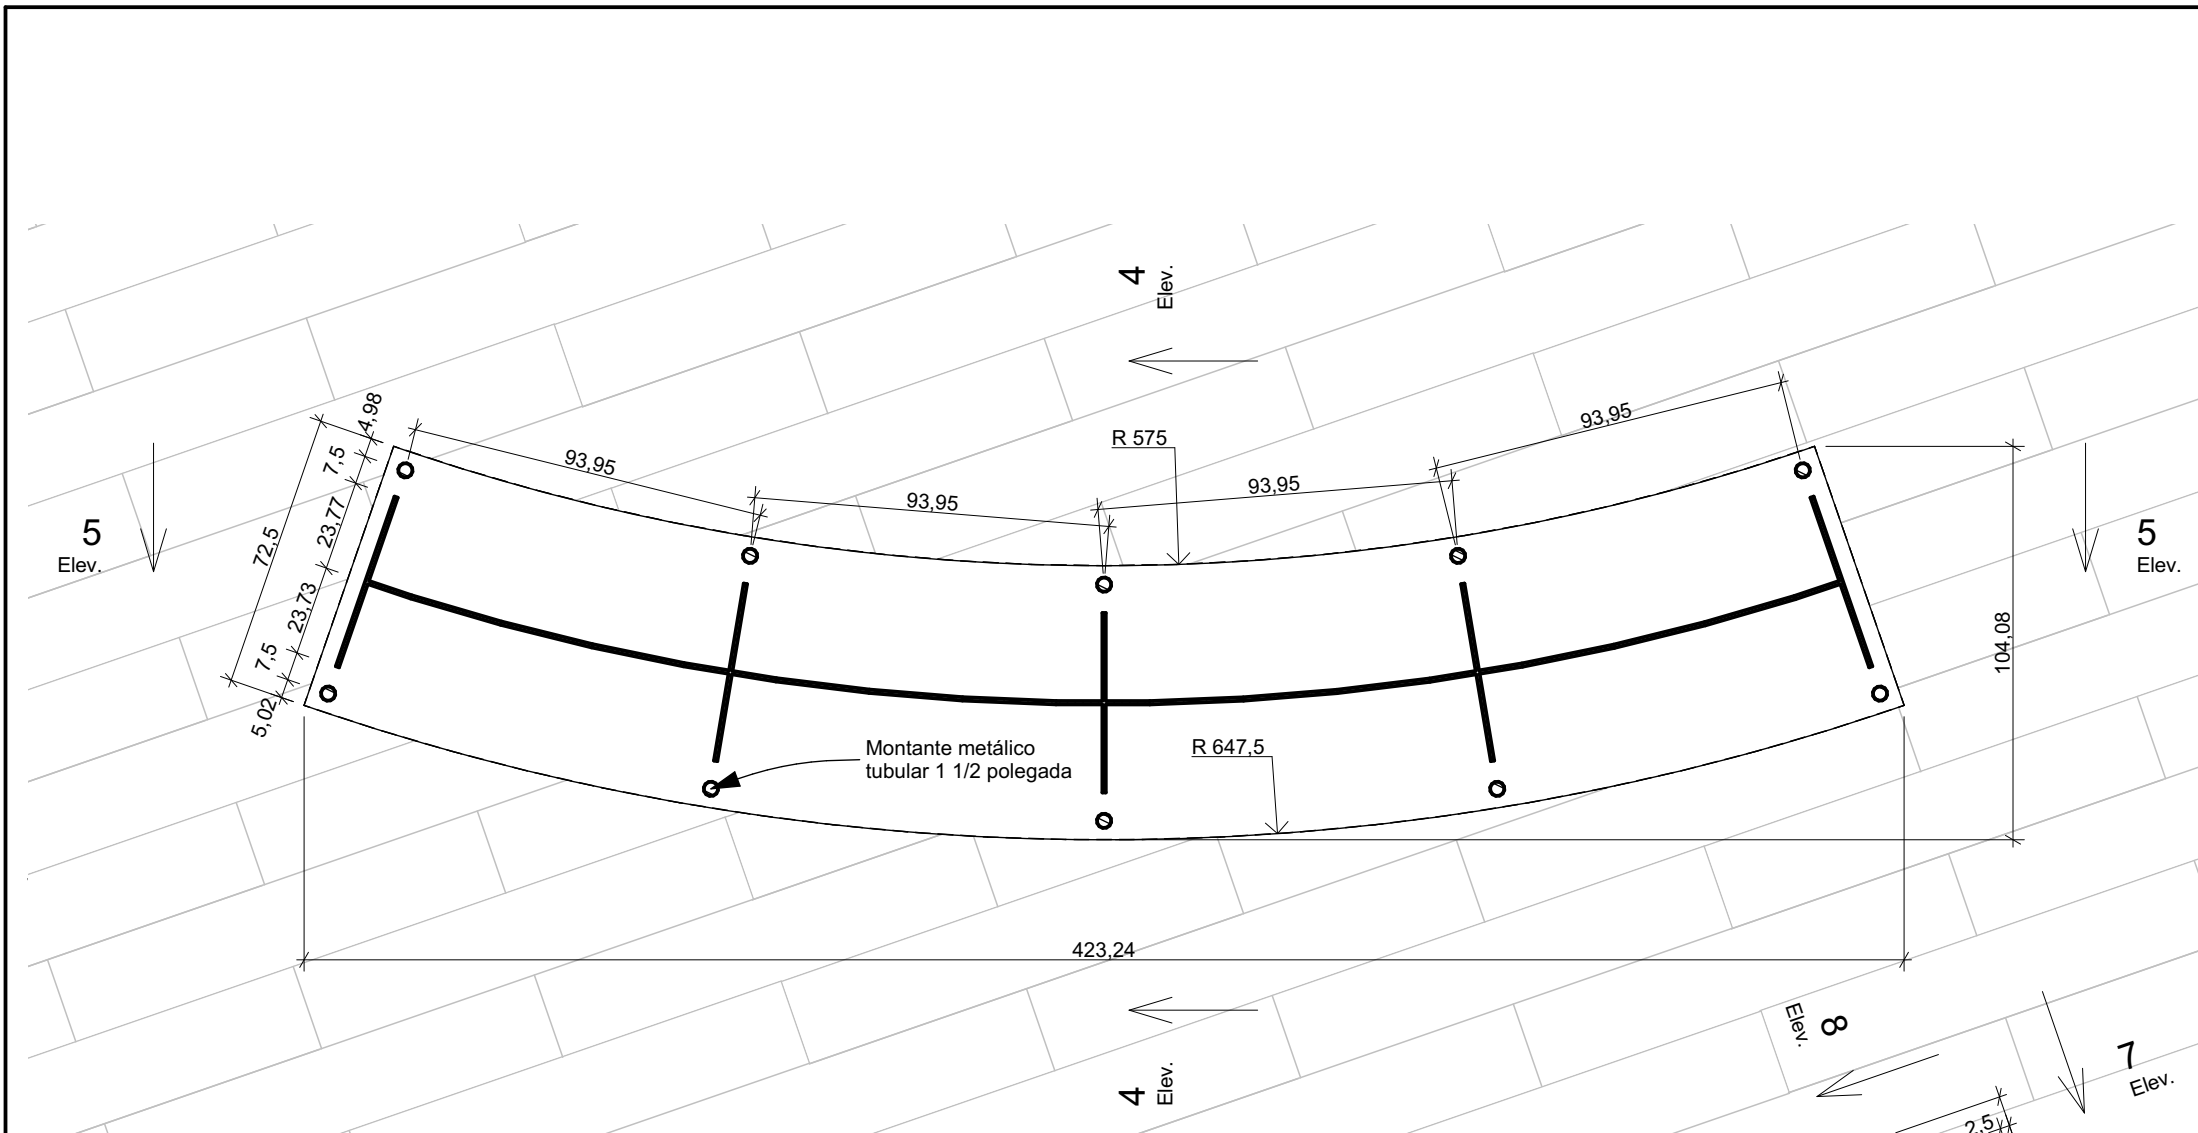 4
Elev.
4,98
7,5
23,77
72,5
23,73
7,5
5,02
93,95
93,95
R 575
93,95
93,95
5
Elev.
5
Elev.
104,08
Montante metálico
tubular 1 1/2 polegada
R 647,5
423,24
4
Elev.
8
Elev.
7
Elev.
2,5